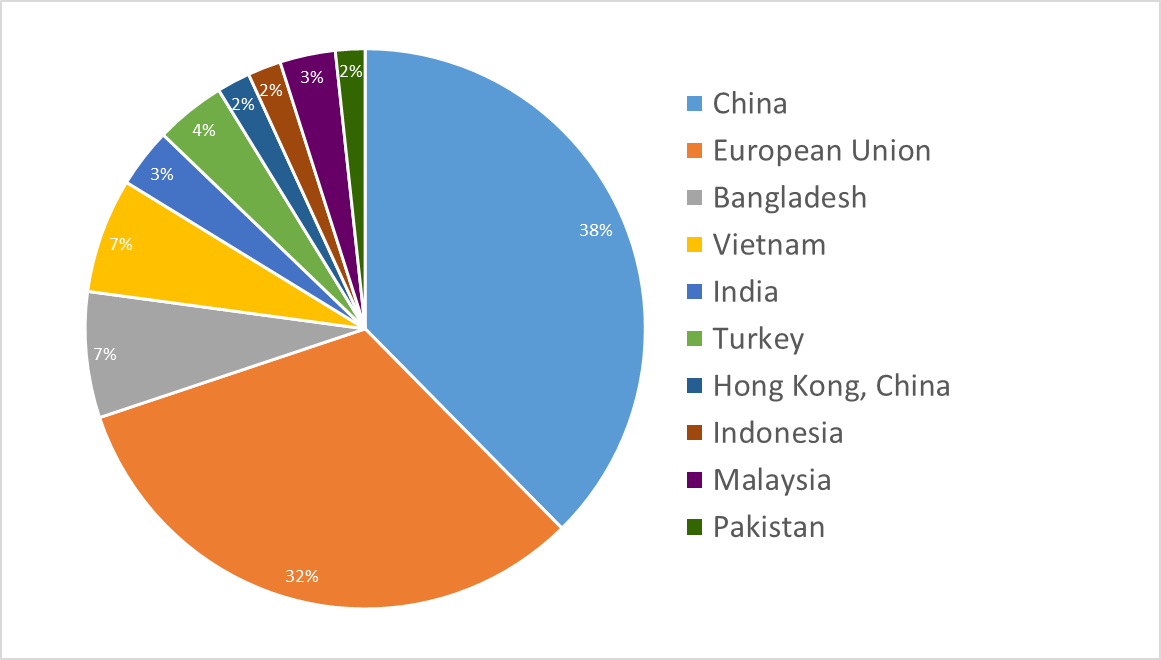 38%
32%
7%
7%
3%
4%
2%
2%
3%
2%
China
European Union
Bangladesh
Vietnam
India
Turkey
Hong Kong, China
Indonesia
Malaysia
Pakistan